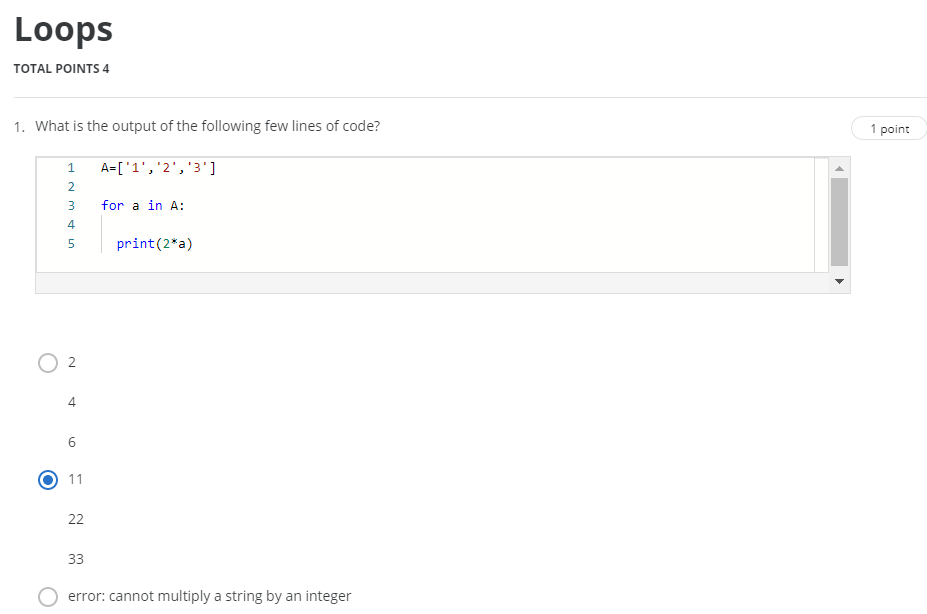 Loops
TOTAL POINTS 4
1. What is the output of the following few lines of code?
1 point
1 A=['1','2','3']
2
3 for a in A:
4
5 print(2*a)
2
4
6
11
22
33
error: cannot multiply a string by an integer